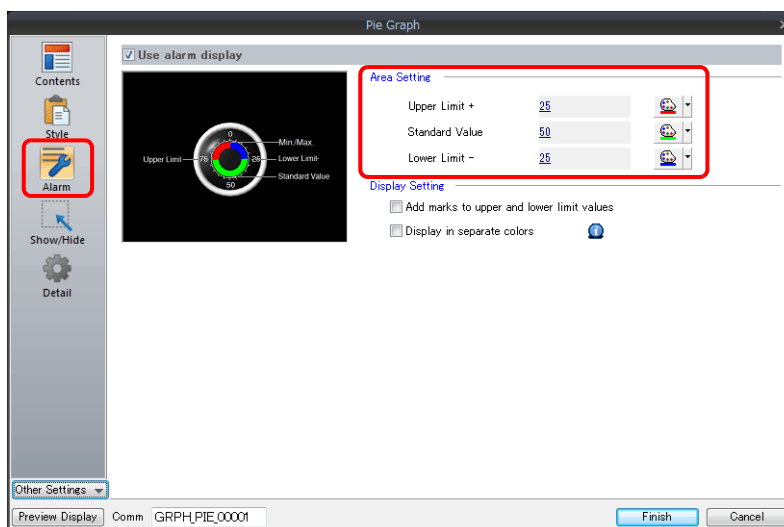 Pie Graph
Contents
Style
Alarm
Show/Hide
Detail
Use alarm display
0
Min./Max.
Upper Limit
75
25
Lower Limit-
Standard Value
50
Area Setting
Upper Limit + 25
Standard Value 50
Lower Limit - 25
Display Setting
Add marks to upper and lower limit values
Display in separate colors
Other Settings
Preview Display Comm GRPH_PIE_00001 Finish Cancel